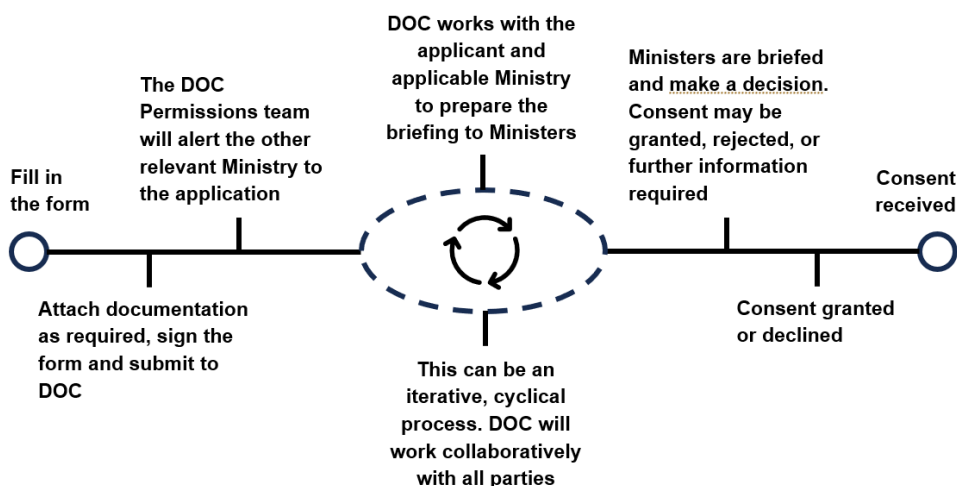 Fill in
the form
Attach documentation
as required, sign the
form and submit to
DOC
The DOC
Permissions team
will alert the other
relevant Ministry to
the application
DOC works with the
applicant and
applicable Ministry
to prepare the
briefing to Ministers
This can be an
iterative, cyclical
process. DOC will
work collaboratively
with all parties
Ministers are briefed
and make a decision.
Consent may be
granted, rejected, or
further information
required
Consent granted
or declined
Consent
received